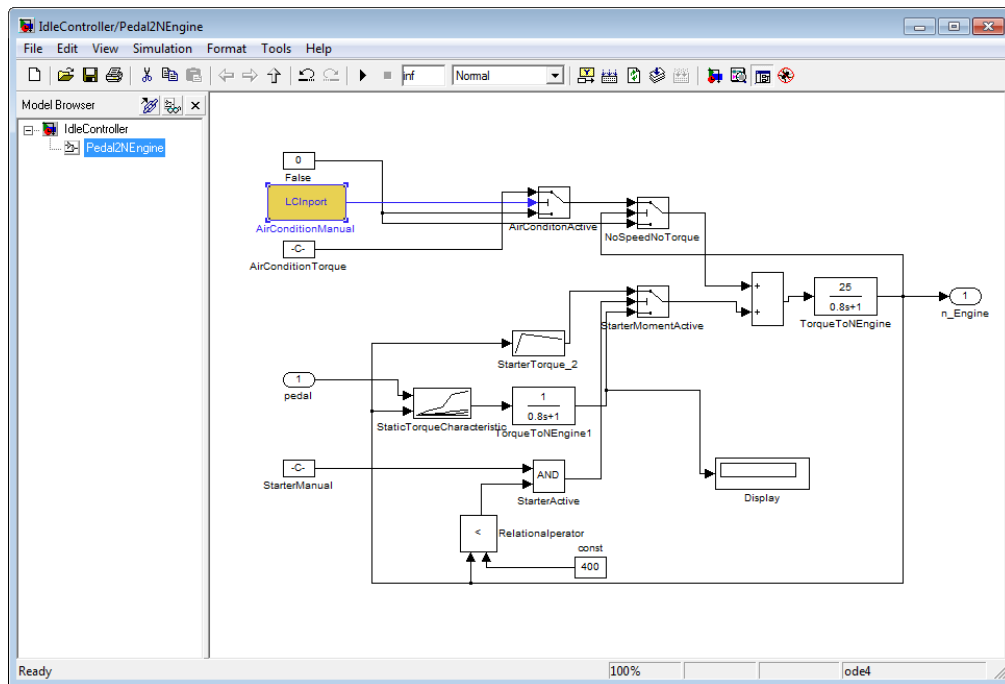 IdleController/Pedal2NEngine
File Edit View Simulation Format Tools Help
inf Normal
Model Browser
IdleController
Pedal2NEngine
0
False
LCInport
AirConditionManual
AirConditonActive
NoSpeedNoTorque
-C-
AirConditionTorque
+
+
25
0.8s+1
TorqueToNEngine
1
n_Engine
StarterMomentActive
StarterTorque_2
1
pedal
StaticTorqueCharacteristic
1
0.8s+1
TorqueToNEngine1
-C-
StarterManual
AND
StarterActive
Display
<
Relationalperator
const
400
Ready 100% ode4